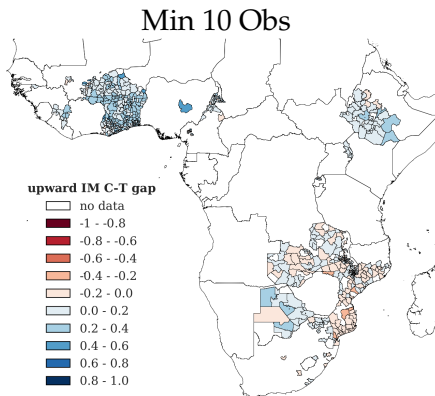 Min 10 Obs
upward IM C-T gap
no data
-1 - -0.8
-0.8 - -0.6
-0.6 - -0.4
-0.4 - -0.2
-0.2 - 0.0
0.0 - 0.2
0.2 - 0.4
0.4 - 0.6
0.6 - 0.8
0.8 - 1.0